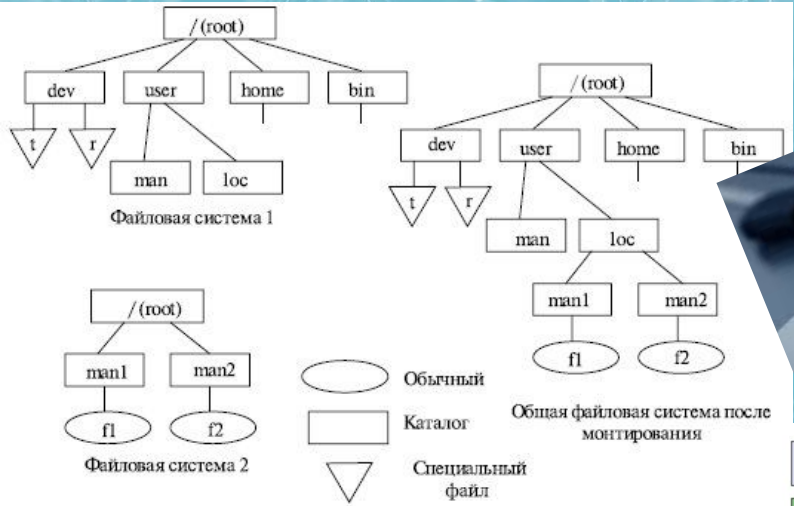 / (root)
dev user home bin
t r
man loc
Файловая система 1
/ (root)
man1 man2
f1 f2
Файловая система 2
Обычный
Каталог
Специальный
файл
/ (root)
dev user home bin
t r
man loc
man1 man2
f1 f2
Общая файловая система после
монтирования